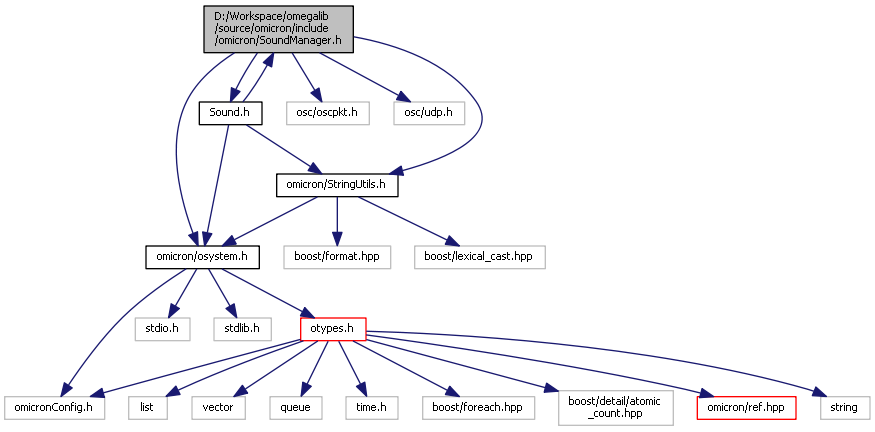 D:/Workspace/omegalib
/source/omicron/include
/omicron/SoundManager.h
Sound.h
osc/oscpkt.h
osc/udp.h
omicron/StringUtils.h
omicron/osystem.h
boost/format.hpp
boost/lexical_cast.hpp
stdio.h
stdlib.h
otypes.h
omicronConfig.h
list
vector
queue
time.h
boost/foreach.hpp
boost/detail/atomic
_count.hpp
omicron/ref.hpp
string